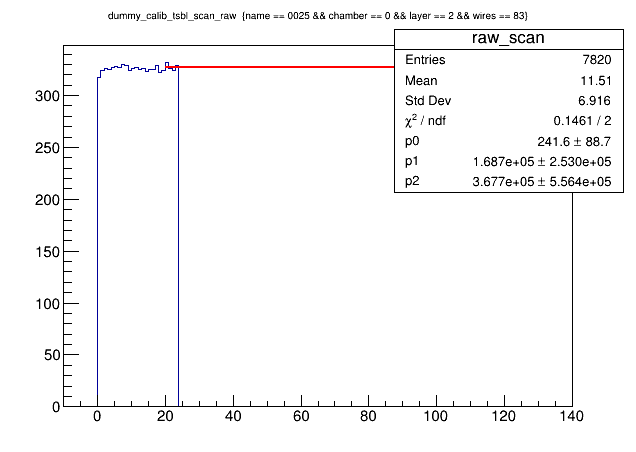 dummy_calib_tsbl_scan_raw {name == 0025 && chamber == 0 && layer == 2 && wires == 83}
raw_scan
Entries 7820
Mean 11.51
Std Dev 6.916
χ² / ndf 0.1461 / 2
p0 241.6 ± 88.7
p1 1.687e+05 ± 2.530e+05
p2 3.677e+05 ± 5.564e+05
300
250
200
150
100
50
0
0 20 40 60 80 100 120 140